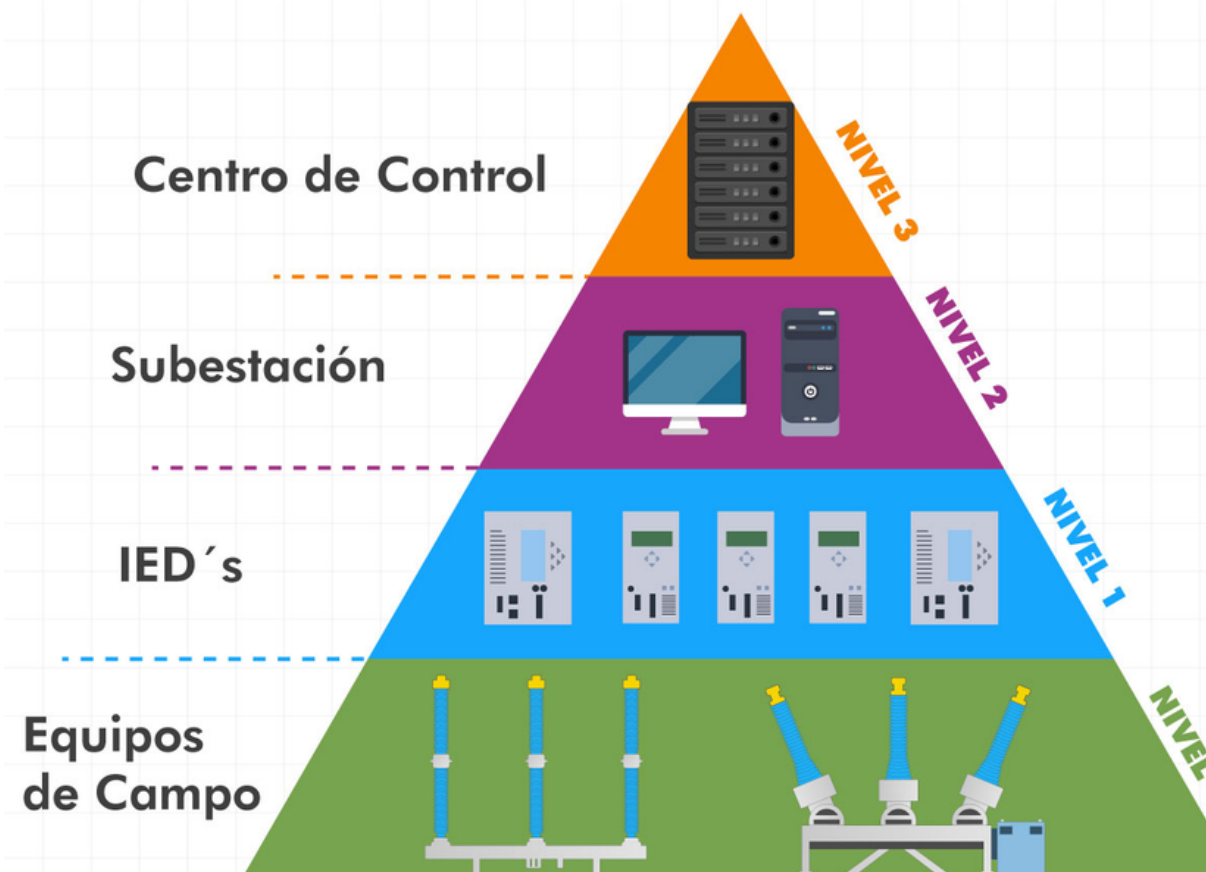 Centro de Control
NIVEL 3
Subestación
NIVEL 2
IED´s
NIVEL 1
Equipos
de Campo
NIVEL